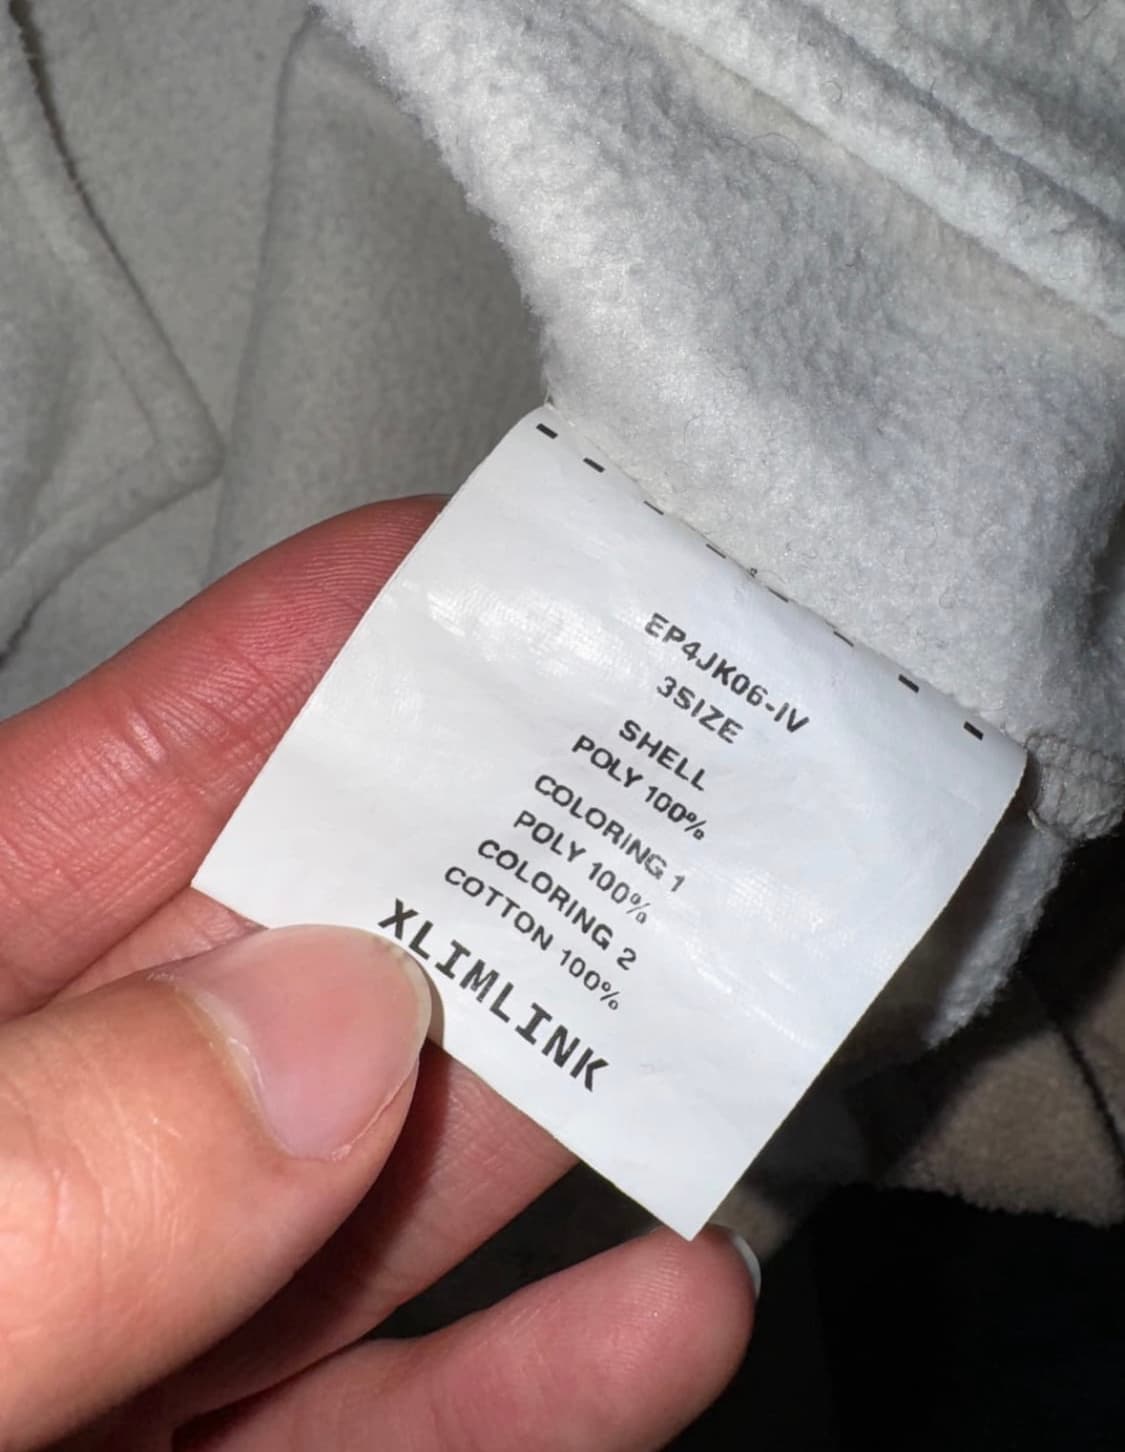 EP4JK06-IV
3SIZE
SHELL
POLY 100%
COLORING 1
POLY 100%
COLORING 2
COTTON 100%
XLIMLINK